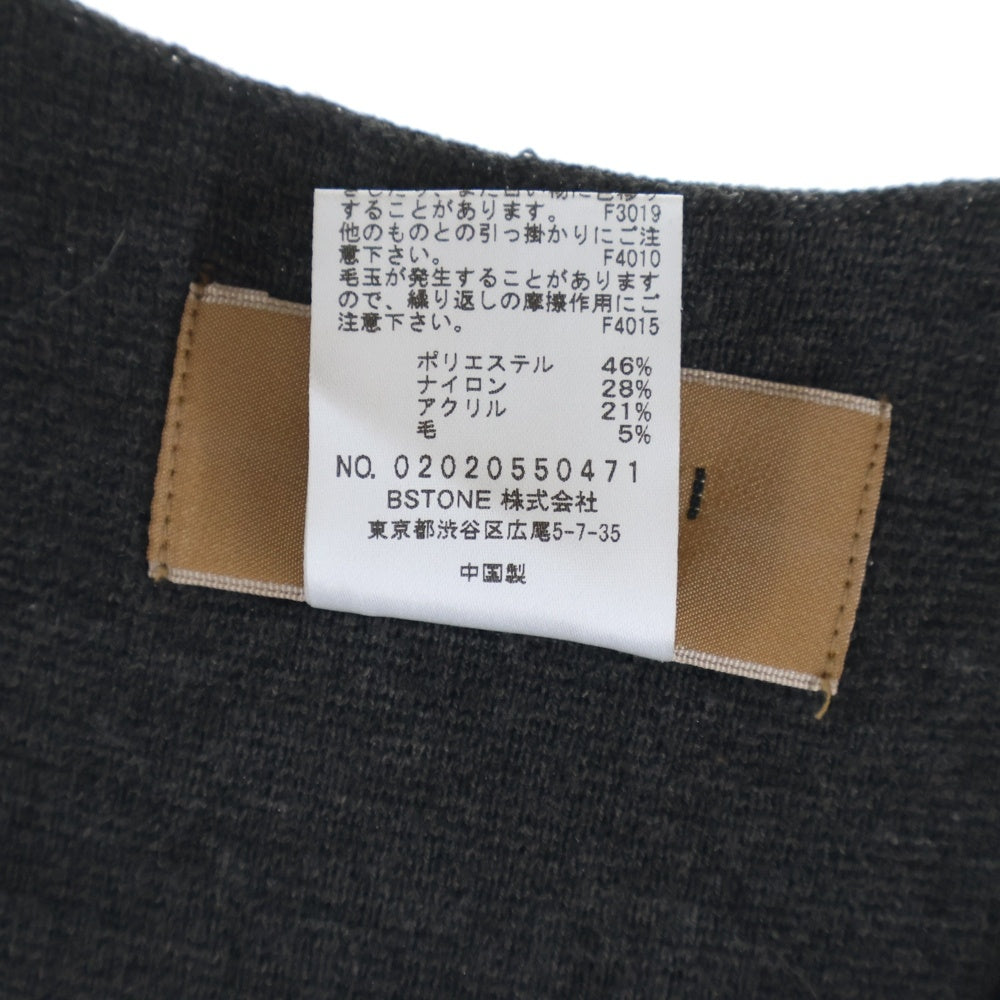 することがあります。 F3019
他のものとの引っ掛かりにご注
意下さい。 F4010
毛玉が発生することがあります
ので、繰り返しの摩擦作用にご
注意下さい。 F4015
ポリエステル 46%
ナイロン 28%
アクリル 21%
毛 5%
NO. 02020550471
BSTONE 株式会社
東京都渋谷区広尾5-7-35
中国製